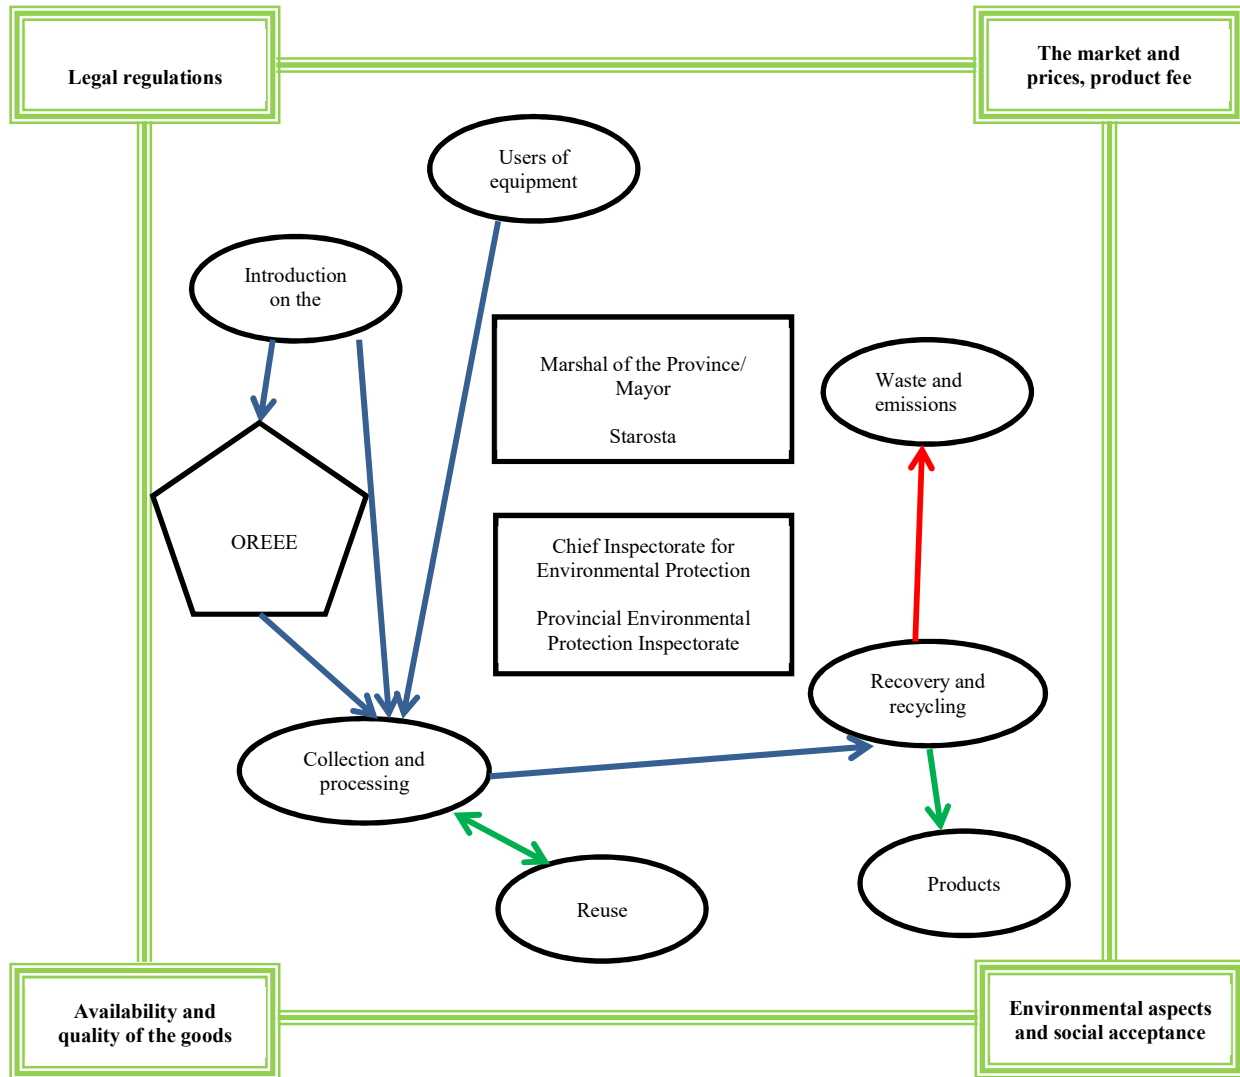 Legal regulations
The market and
prices, product fee
Users of
equipment
Introduction
on the
Marshal of the Province/
Mayor
Starosta
Waste and
emissions
OREEE
Chief Inspectorate for
Environmental Protection
Provincial Environmental
Protection Inspectorate
Recovery and
recycling
Collection and
processing
Products
Reuse
Availability and
quality of the goods
Environmental aspects
and social acceptance